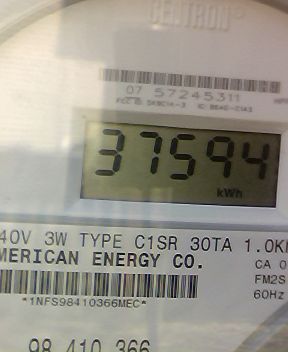 CENTRON®
07 57245311
37594
kWh
40V 3W TYPE C1SR 30TA 1.0K
MERICAN ENERGY CO.
CA 0
FM2S
60Hz
*1NFS98410366MEC*
98 410 366